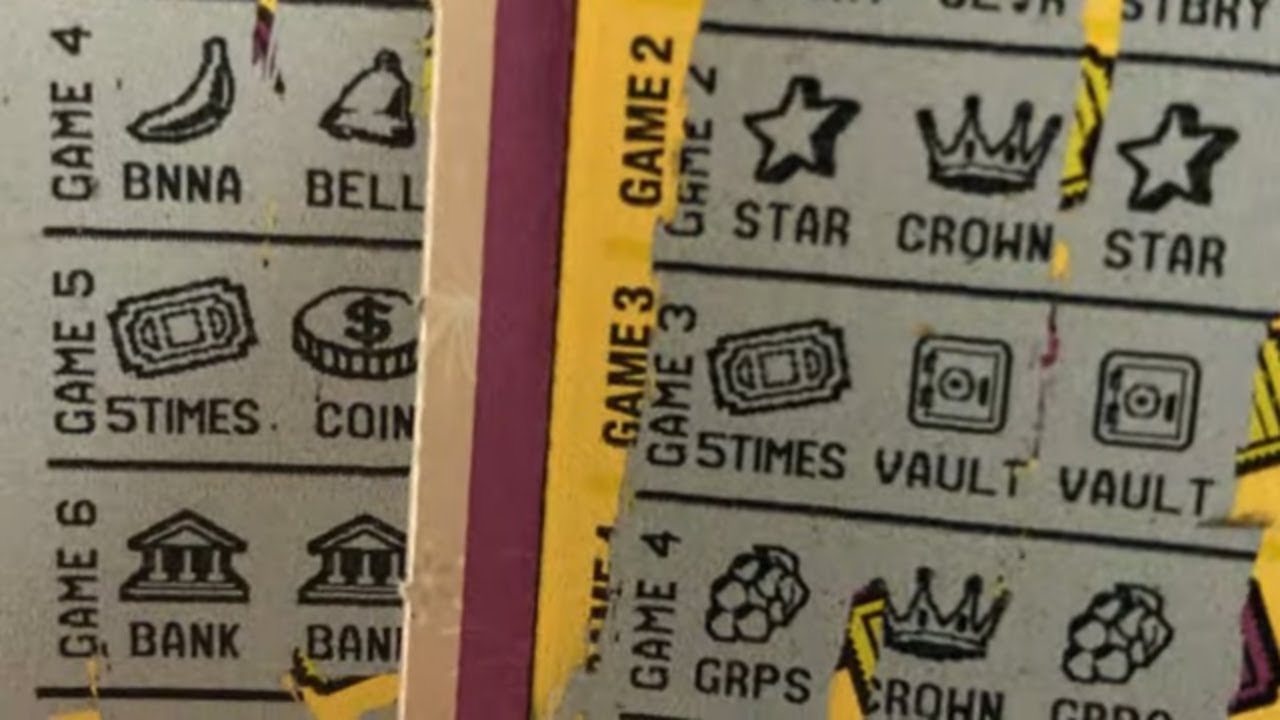 GAME 4
BNNA BELL
GAME 5
$
5TIMES COIN
GAME 6
BANK
GAME 2
GAME 2
STAR CROWN STAR
GAME 3
GAME 3
5TIMES VAULT VAULT
GAME 4
GRPS CROWN